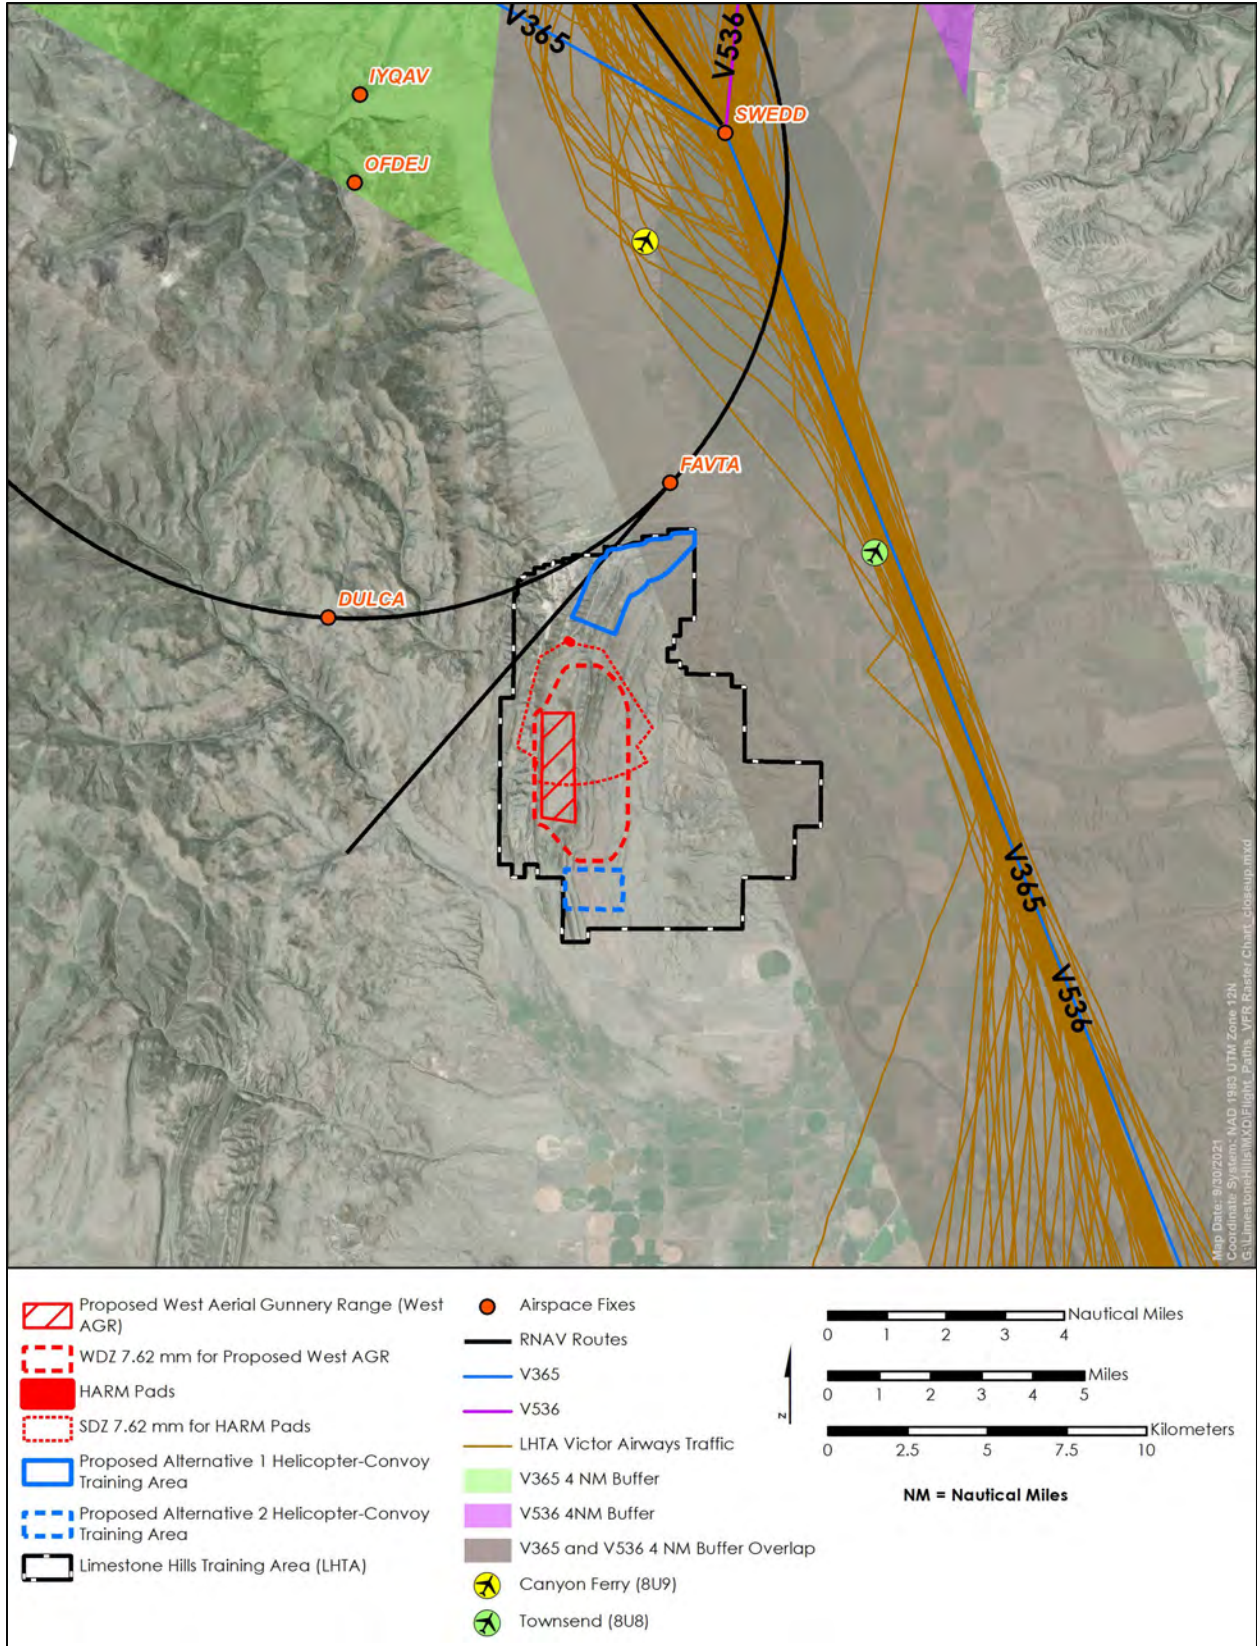 V365
V536
IYQAV
SWEDD
OFDEJ
FAVTA
DULCA
V365
V536
Map Date: 9/30/2021
Coordinate System: NAD 1983 UTM Zone 12N
G:\LimestoneHills\MXD\Flight_Paths_VFR_Raster_Chart_closeup.mxd
Proposed West Aerial Gunnery Range (West
AGR)
WDZ 7.62 mm for Proposed West AGR
HARM Pads
SDZ 7.62 mm for HARM Pads
Proposed Alternative 1 Helicopter-Convoy
Training Area
Proposed Alternative 2 Helicopter-Convoy
Training Area
Limestone Hills Training Area (LHTA)
Airspace Fixes
RNAV Routes
V365
V536
LHTA Victor Airways Traffic
V365 4 NM Buffer
V536 4NM Buffer
V365 and V536 4 NM Buffer Overlap
Canyon Ferry (8U9)
Townsend (8U8)
N
Nautical Miles
0 1 2 3 4
Miles
0 1 2 3 4 5
Kilometers
0 2.5 5 7.5 10
NM = Nautical Miles